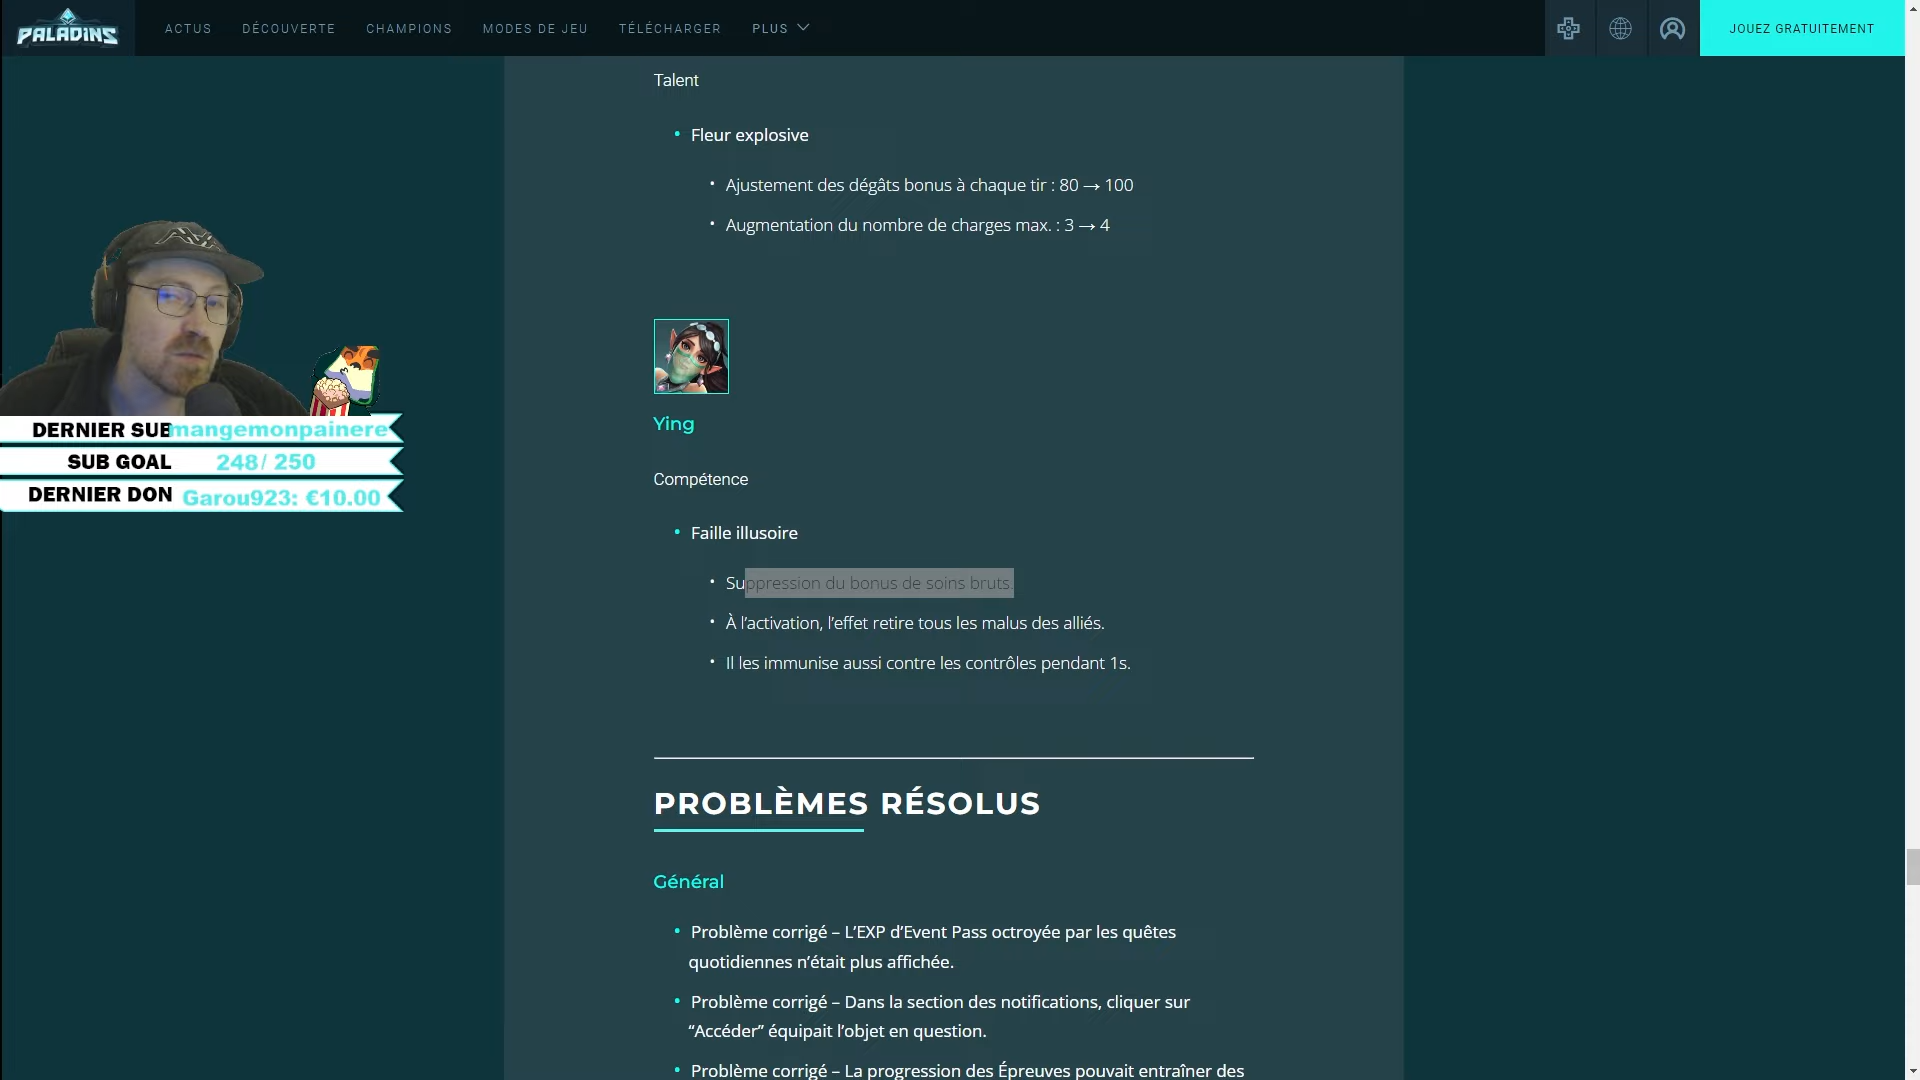 PALADINS
ACTUS
DÉCOUVERTE
CHAMPIONS
MODES DE JEU
TÉLÉCHARGER
PLUS
JOUEZ GRATUITEMENT
Talent
Fleur explosive
Ajustement des dégâts bonus à chaque tir : 80 → 100
Augmentation du nombre de charges max. : 3 → 4
DERNIER SUB mangemonpainere
SUB GOAL 248/ 250
DERNIER DON Garou923: €10.00
Ying
Compétence
Faille illusoire
Suppression du bonus de soins bruts.
À l’activation, l’effet retire tous les malus des alliés.
Il les immunise aussi contre les contrôles pendant 1s.
PROBLÈMES RÉSOLUS
Général
Problème corrigé – L’EXP d’Event Pass octroyée par les quêtes
quotidiennes n’était plus affichée.
Problème corrigé – Dans la section des notifications, cliquer sur
“Accéder” équipait l’objet en question.
Problème corrigé – La progression des Épreuves pouvait entraîner des